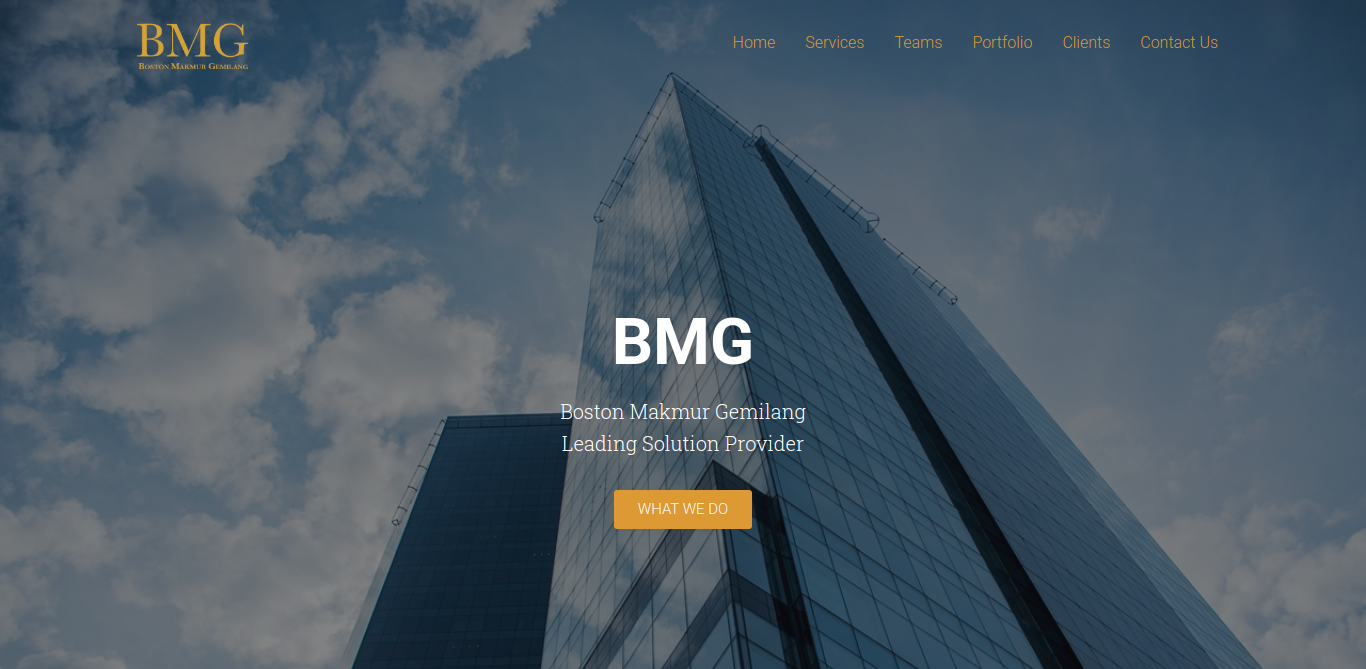 BMG
Boston Makmur Gemilang
Home Services Teams Portfolio Clients Contact Us
BMG
Boston Makmur Gemilang
Leading Solution Provider
WHAT WE DO